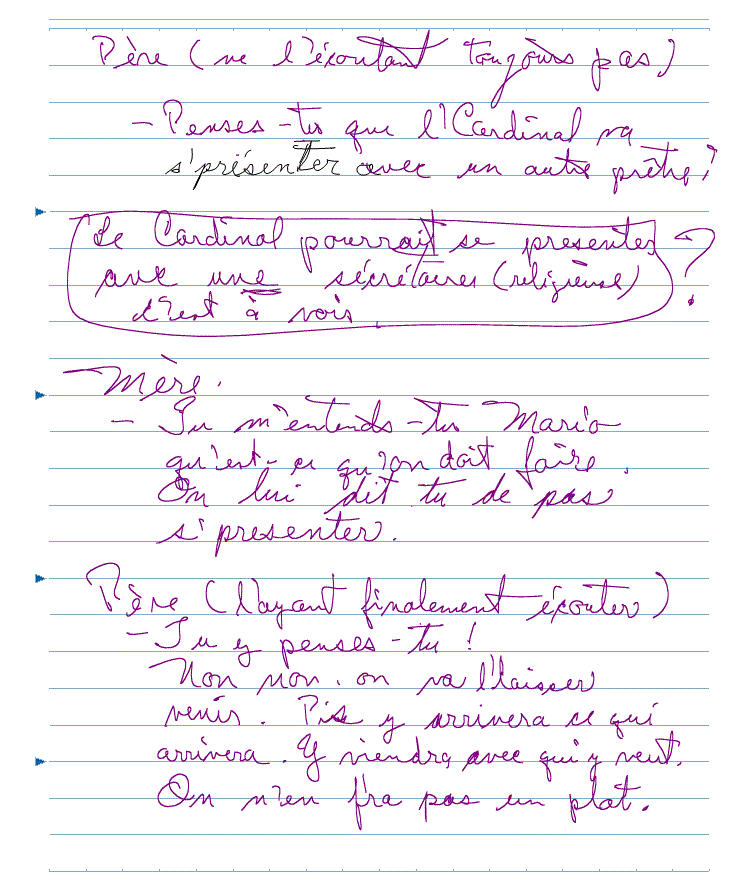 Père (ne l'écoutant toujours pas)
- Penses-tu que l'Cardinal va
s'présenter avec un autre prêtre?
Le Cardinal pourrait se presenter ?
avec une sécrétaires (religieuse)
c'est à voir.
Mère.
- Tu m'entends-tu Mario
qu'est-ce qu'on doit faire.
On lui dit tu de pas
s'presenter.
Père (l'ayant finalement écouter)
- Tu y penses-tu !
Non non. on va l'laisser
venir. Pis y arrivera ce qui
arrivera. Y viendra avec qui y veut.
On n'en f'ra pas un plat.